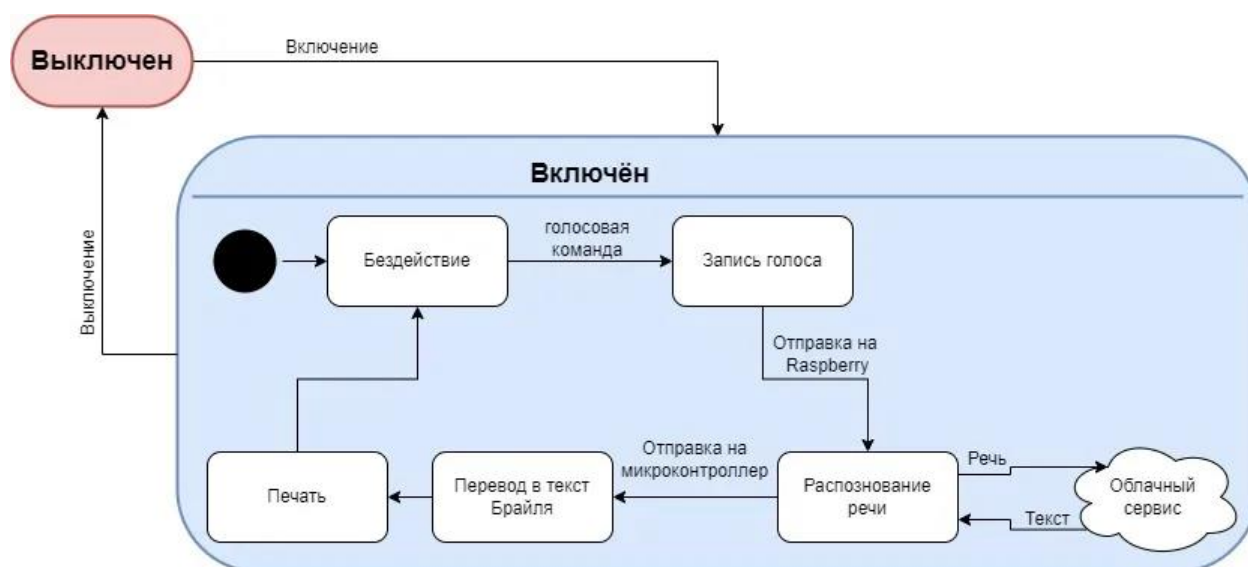 Выключен
Включение
Включён
Выключение
Бездействие
голосовая
команда
Запись голоса
Отправка на
Raspberry
Печать
Перевод в текст
Брайля
Отправка на
микроконтроллер
Распознование
речи
Речь
Текст
Облачный
сервис